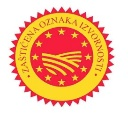 • ZAŠTIĆENA OZNAKA IZVORNOSTI •